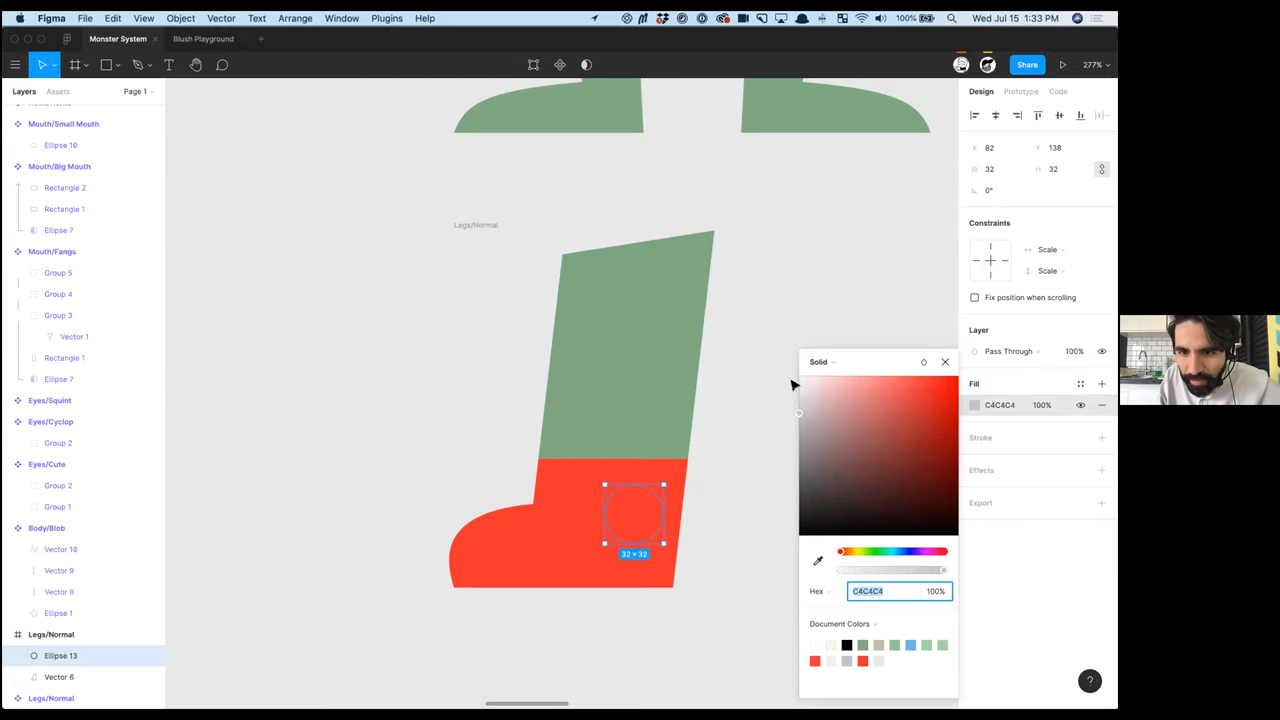 Figma File Edit View Object Vector Text Arrange Window Plugins Help 100% Wed Jul 15 1:33 PM
Monster System Blush Playground
Share 277%
Layers Assets Page 1
Design Prototype Code
Mouth/Small Mouth
Ellipse 10
Mouth/Big Mouth
Rectangle 2
Rectangle 1
Ellipse 7
Mouth/Fangs
Group 5
Group 4
Group 3
Vector 1
Rectangle 1
Ellipse 7
Eyes/Squint
Eyes/Cyclop
Group 2
Eyes/Cute
Group 2
Group 1
Body/Blob
Vector 10
Vector 9
Vector 8
Ellipse 1
Legs/Normal
Ellipse 13
Vector 6
Legs/Normal
Legs/Normal
32 × 32
Solid
Hex C4C4C4 100%
Document Colors
X 82 Y 138
W 32 H 32
0°
Constraints
Scale
Scale
Fix position when scrolling
Layer
Pass Through 100%
Fill
C4C4C4 100%
Stroke
Effects
Export
?